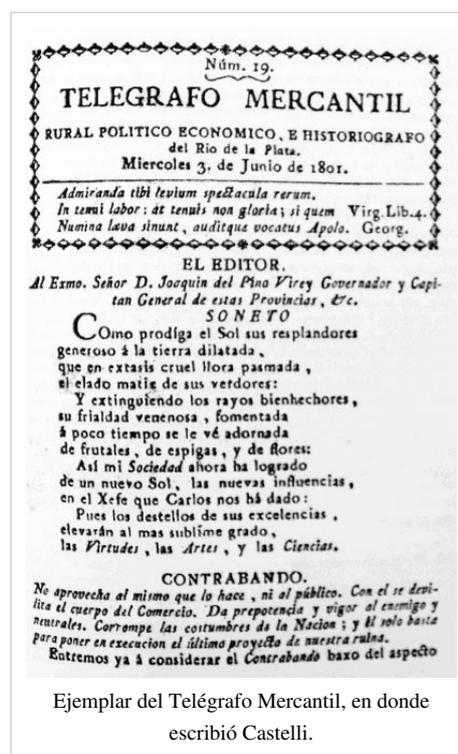 Núm. 19.
TELEGRAFO MERCANTIL
RURAL POLITICO ECONOMICO, E HISTORIOGRAFO
del Rio de la Plata.
Miercoles 3. de Junio de 1801.
Admiranda tibi levium spectacula rerum.
In tenui labor: at tenuis non gloria; si quem Virg. Lib. 4.
Numina læva sinunt, auditque vocatus Apolo. Georg.
EL EDITOR.
Al Exmo. Señor D. Joaquin del Pino Virey Governador y Capi-
tan General de estas Provincias, &c.
SONETO
COmo prodiga el Sol sus resplandores
generoso á la tierra dilatada,
que en extasis cruel llora pasmada,
el elado matis de sus verdores:
Y extinguiendo los rayos bienhechores,
su frialdad venenosa, fomentada
á poco tiempo se le vé adornada
de frutales, de espigas, y de flores:
Así mi Sociedad ahora ha logrado
de un nuevo Sol, las nuevas influencias,
en el Xefe que Carlos nos há dado:
Pues los destellos de sus excelencias,
elevarán al mas sublime grado,
las Virtudes, las Artes, y las Ciencias.
CONTRABANDO.
No aprovecha al mismo que lo hace, ni al público. Con el se devi-
lita el cuerpo del Comercio. Da prepotencia y vigor al enemigo y
neutrales. Corrompe las costumbres de la Nacion; y él solo basta
para poner en execucion el último proyecto de nuestra ruina.
Entremos ya á considerar el Contrabando baxo del aspecto
Ejemplar del Telégrafo Mercantil, en donde
escribió Castelli.